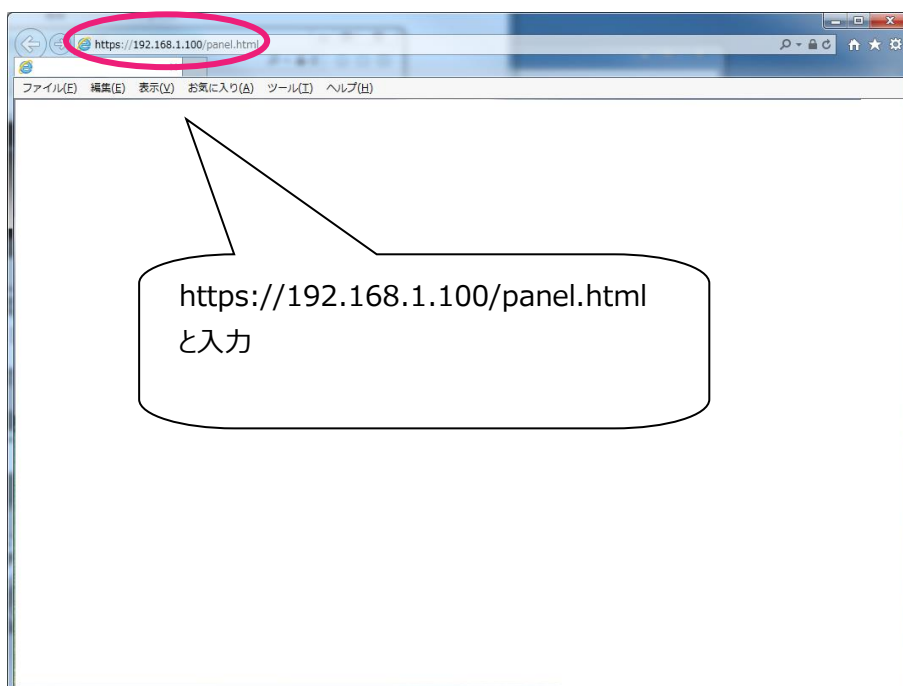 https://192.168.1.100/panel.html
ファイル(F) 編集(E) 表示(V) お気に入り(A) ツール(T) ヘルプ(H)
https://192.168.1.100/panel.html
と入力